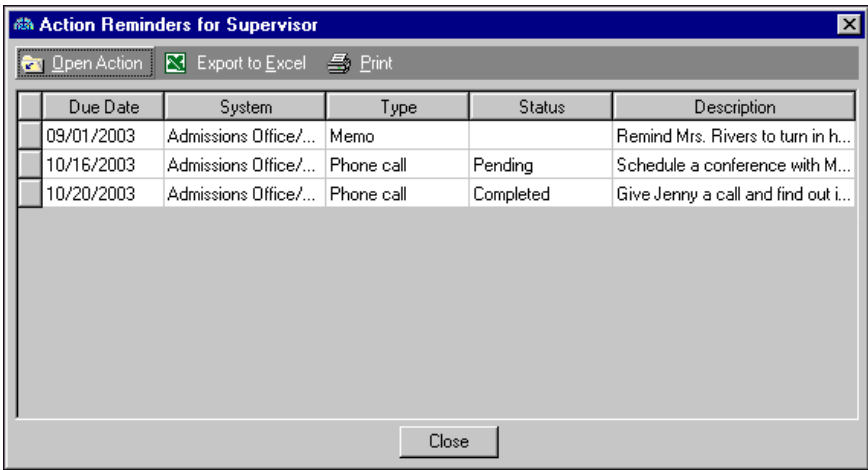 Action Reminders for Supervisor
Open Action Export to Excel Print
Due Date System Type Status Description
09/01/2003 Admissions Office/... Memo Remind Mrs. Rivers to turn in h...
10/16/2003 Admissions Office/... Phone call Pending Schedule a conference with M...
10/20/2003 Admissions Office/... Phone call Completed Give Jenny a call and find out i...
Close